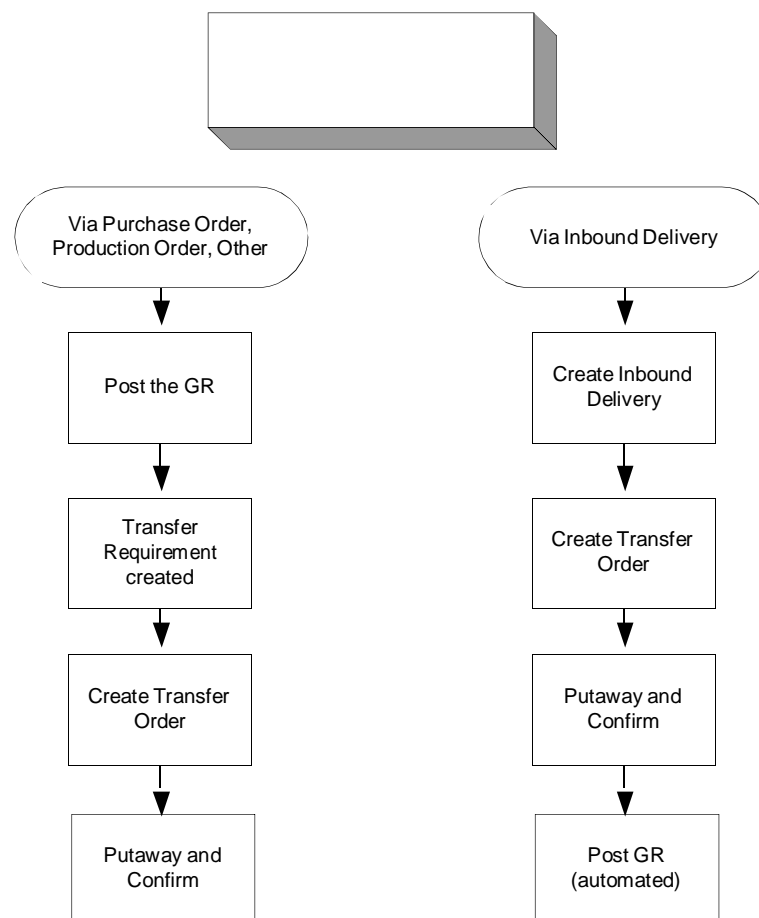 Via Purchase Order,
Production Order, Other
Post the GR
Transfer
Requirement
created
Create Transfer
Order
Putaway and
Confirm
Via Inbound Delivery
Create Inbound
Delivery
Create Transfer
Order
Putaway and
Confirm
Post GR
(automated)